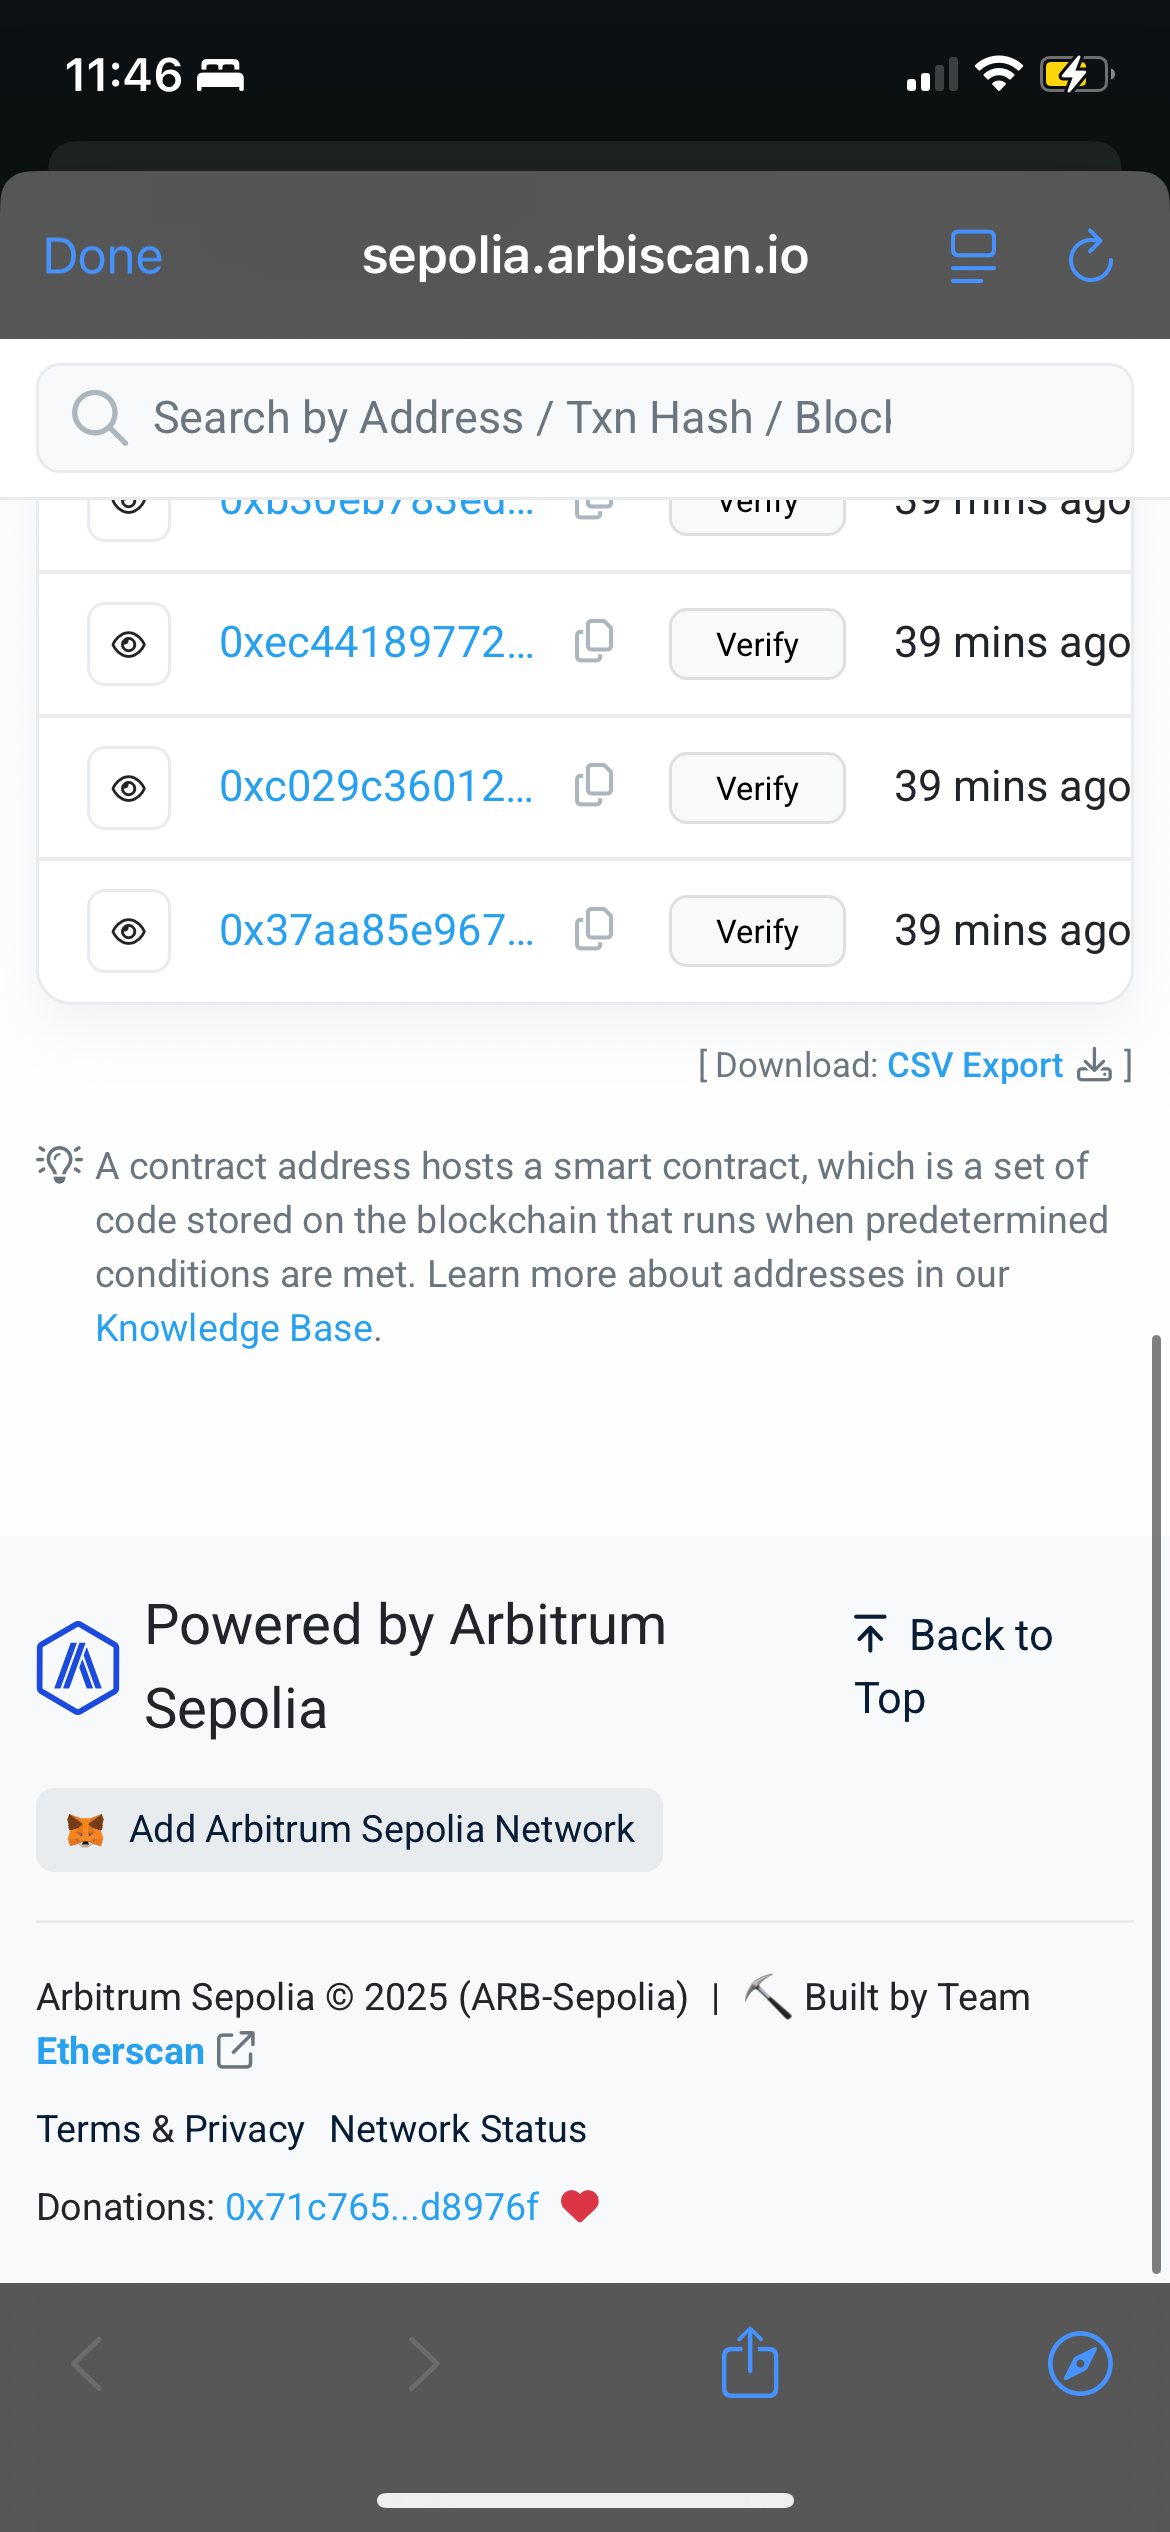 11:46
Done
sepolia.arbiscan.io
Search by Address / Txn Hash / Block
0xb30eb783ed... Verify 39 mins ago
0xec44189772... Verify 39 mins ago
0xc029c36012... Verify 39 mins ago
0x37aa85e967... Verify 39 mins ago
[ Download: CSV Export ]
A contract address hosts a smart contract, which is a set of
code stored on the blockchain that runs when predetermined
conditions are met. Learn more about addresses in our
Knowledge Base.
Powered by Arbitrum
Sepolia
Back to
Top
Add Arbitrum Sepolia Network
Arbitrum Sepolia © 2025 (ARB-Sepolia) | Built by Team
Etherscan
Terms & Privacy Network Status
Donations: 0x71c765...d8976f